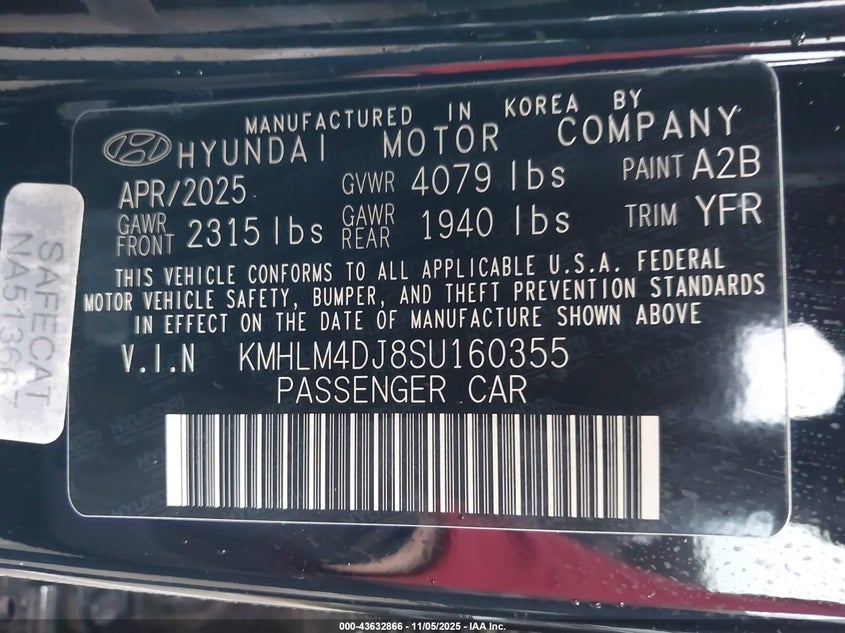 MANUFACTURED IN KOREA BY
HYUNDAI MOTOR COMPANY
APR/2025 GVWR 4079 lbs PAINT A2B
GAWR FRONT 2315 lbs GAWR REAR 1940 lbs TRIM YFR
THIS VEHICLE CONFORMS TO ALL APPLICABLE U.S.A. FEDERAL
MOTOR VEHICLE SAFETY, BUMPER, AND THEFT PREVENTION STANDARDS
IN EFFECT ON THE DATE OF MANUFACTURE SHOWN ABOVE
V.I.N KMHLM4DJ8SU160355
PASSENGER CAR
SAFECAT
000-43632866 - 11/05/2025 - IAA Inc.